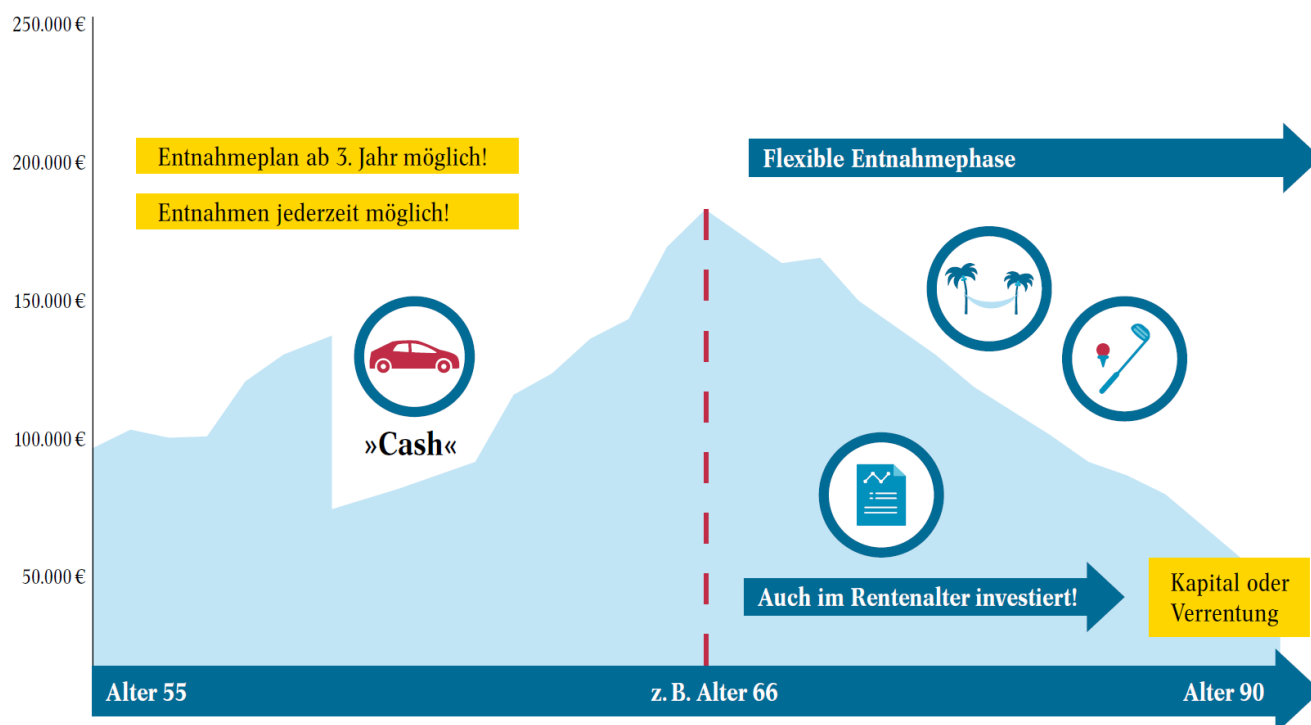 250.000 €
200.000 €
150.000 €
100.000 €
50.000 €
Entnahmeplan ab 3. Jahr möglich!
Entnahmen jederzeit möglich!
Flexible Entnahmephase
»Cash«
Auch im Rentenalter investiert!
Kapital oder
Verrentung
Alter 55
z. B. Alter 66
Alter 90